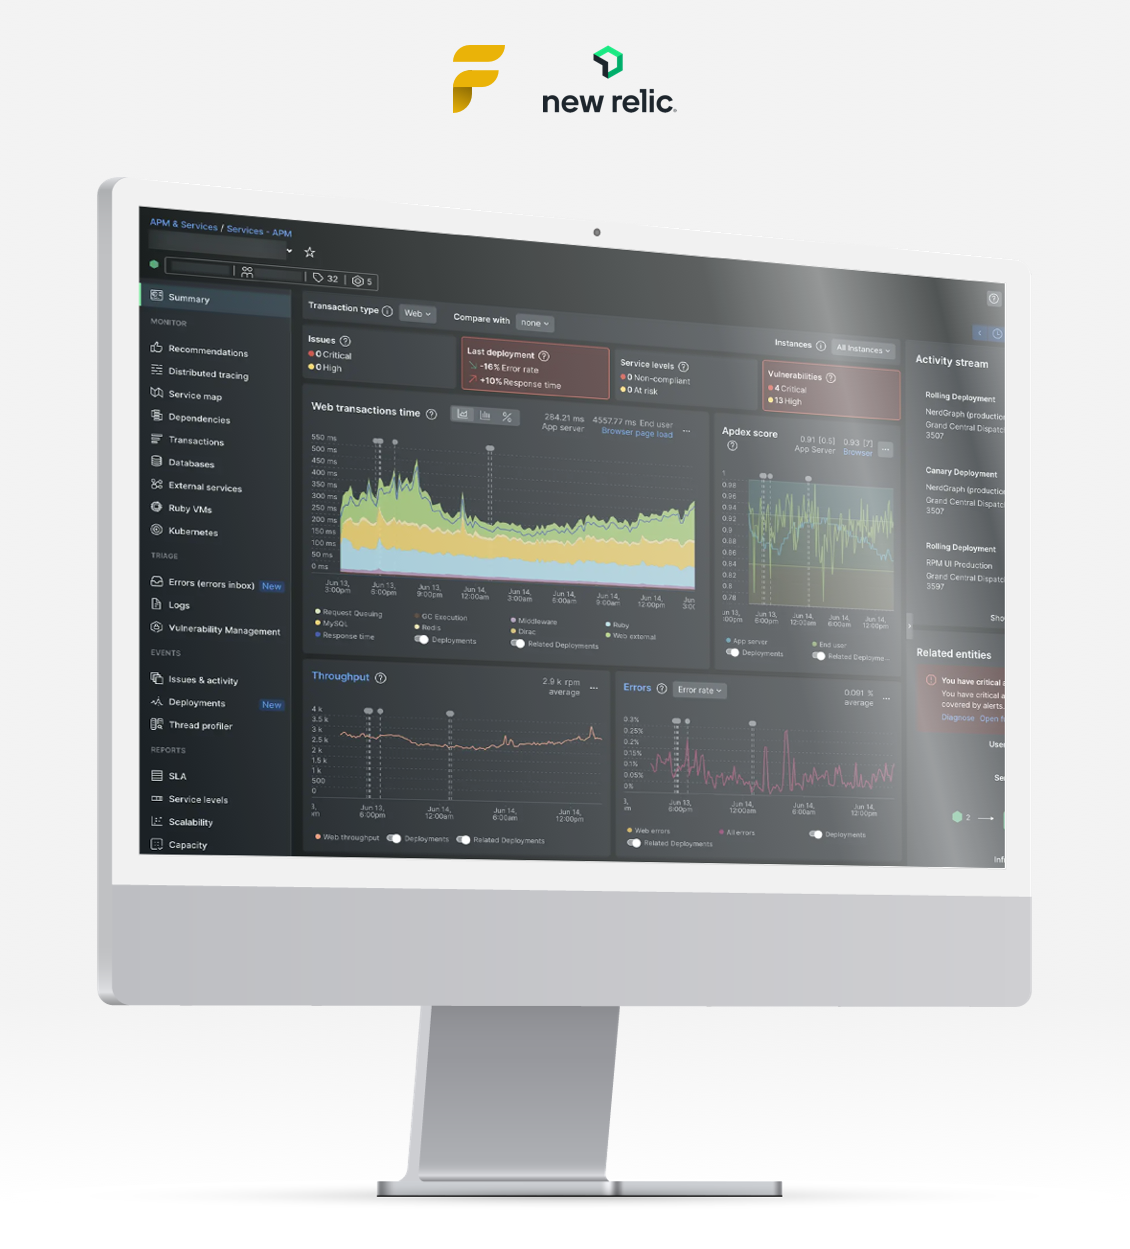 new relic.
APM & Services / Services - APM
32
5
Summary
MONITOR
Recommendations
Distributed tracing
Service map
Dependencies
Transactions
Databases
External services
Ruby VMs
Kubernetes
TRIAGE
Errors (errors inbox) New
Logs
Vulnerability Management
EVENTS
Issues & activity
Deployments New
Thread profiler
REPORTS
SLA
Service levels
Scalability
Capacity
Transaction type Web
Compare with none
Instances All Instances
Issues
0 Critical
0 High
Last deployment
-16% Error rate
+10% Response time
Service levels
0 Non-compliant
0 At risk
Vulnerabilities
4 Critical
13 High
Web transactions time
284.21 ms
App server
4557.77 ms End user
Browser page load
550 ms
500 ms
450 ms
400 ms
350 ms
300 ms
250 ms
200 ms
150 ms
100 ms
50 ms
0 ms
Jun 13,
3:00pm
Jun 13,
6:00pm
Jun 13,
9:00pm
Jun 14,
12:00am
Jun 14,
3:00am
Jun 14,
6:00am
Jun 14,
9:00am
Jun 14,
12:00pm
Jun
3:00
Request Queuing
GC Execution
Middleware
Ruby
MySQL
Redis
Dirac
Web external
Response time
Deployments
Related Deployments
Apdex score
0.91 [0.5]
App Server
0.93 [7]
Browser
1
0.98
0.96
0.94
0.92
0.9
0.88
0.86
0.84
0.82
0.8
0.78
un 13,
:00pm
Jun 13,
6:00pm
Jun 14,
12:00am
Jun 14,
6:00am
Jun 14,
12:00pm
App server
End user
Deployments
Related Deployme...
Throughput
2.9 k rpm
average
4 k
3.5 k
3 k
2.5 k
2 k
1.5 k
1 k
500
0
Jun 13,
6:00pm
Jun 14,
12:00am
Jun 14,
6:00am
Jun 14,
12:00pm
Web throughput
Deployments
Related Deployments
Errors
Error rate
0.091 %
average
0.3%
0.25%
0.2%
0.15%
0.1%
0.05%
0%
Jun 13,
6:00pm
Jun 14,
12:00am
Jun 14,
6:00am
Jun 14,
12:00pm
Web errors
All errors
Deployments
Related Deployments
Activity stream
Rolling Deployment
NerdGraph (production
Grand Central Dispatc
3507
Canary Deployment
NerdGraph (production
Grand Central Dispatc
3507
Rolling Deployment
RPM UI Production
Grand Central Dispatc
3597
Sho
Related entities
You have critical a
You have critical a
covered by alerts.
Diagnose Open N
User
Se
2
Inf